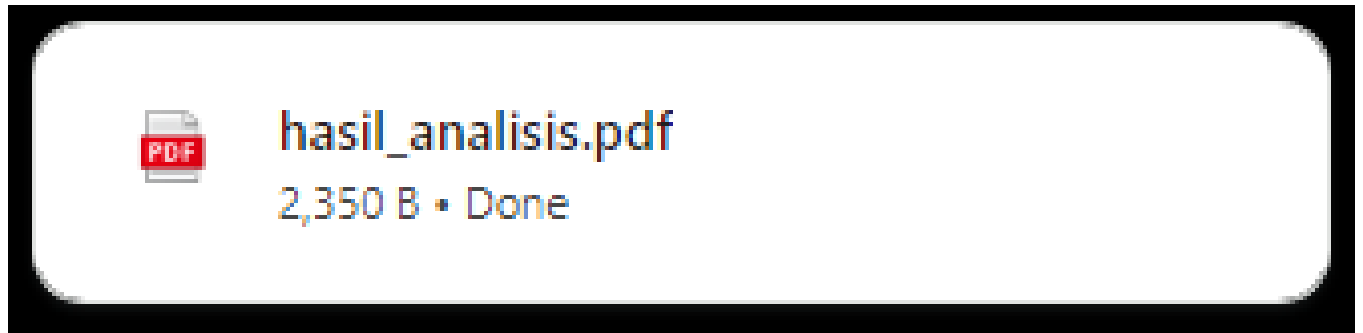 PDF
hasil_analisis.pdf
2,350 B • Done